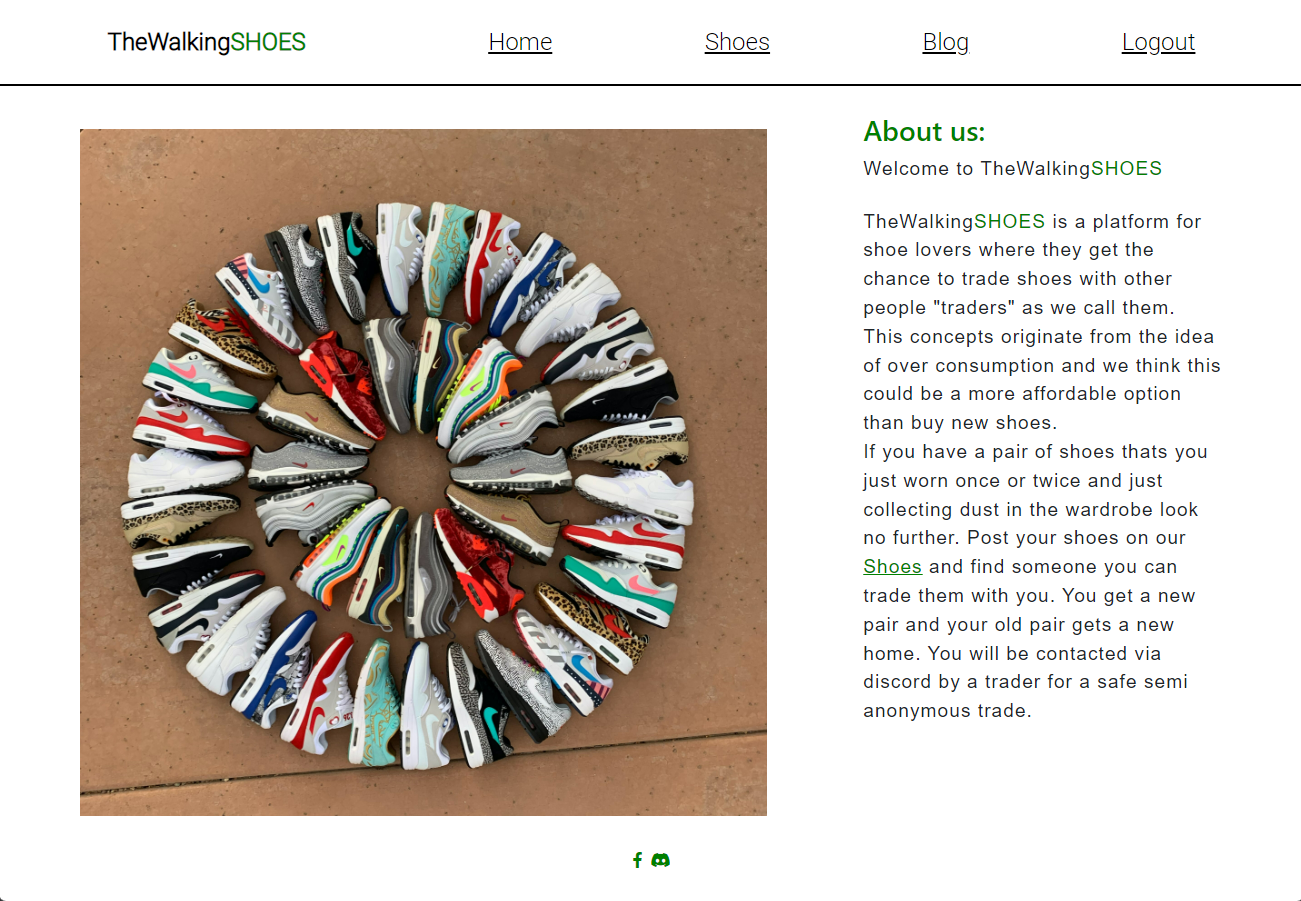 TheWalkingSHOES Home Shoes Blog Logout
About us:
Welcome to TheWalkingSHOES
TheWalkingSHOES is a platform for
shoe lovers where they get the
chance to trade shoes with other
people "traders" as we call them.
This concepts originate from the idea
of over consumption and we think this
could be a more affordable option
than buy new shoes.
If you have a pair of shoes thats you
just worn once or twice and just
collecting dust in the wardrobe look
no further. Post your shoes on our
Shoes and find someone you can
trade them with you. You get a new
pair and your old pair gets a new
home. You will be contacted via
discord by a trader for a safe semi
anonymous trade.